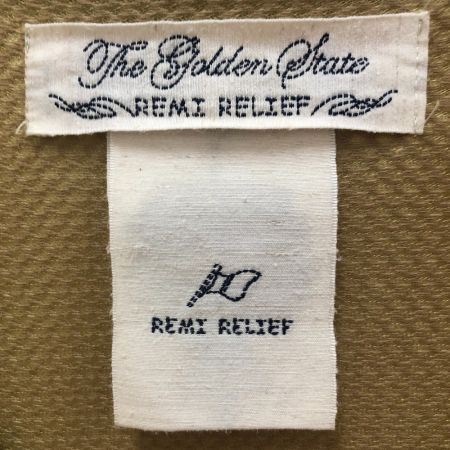 The Golden State
REMI RELIEF
REMI RELIEF